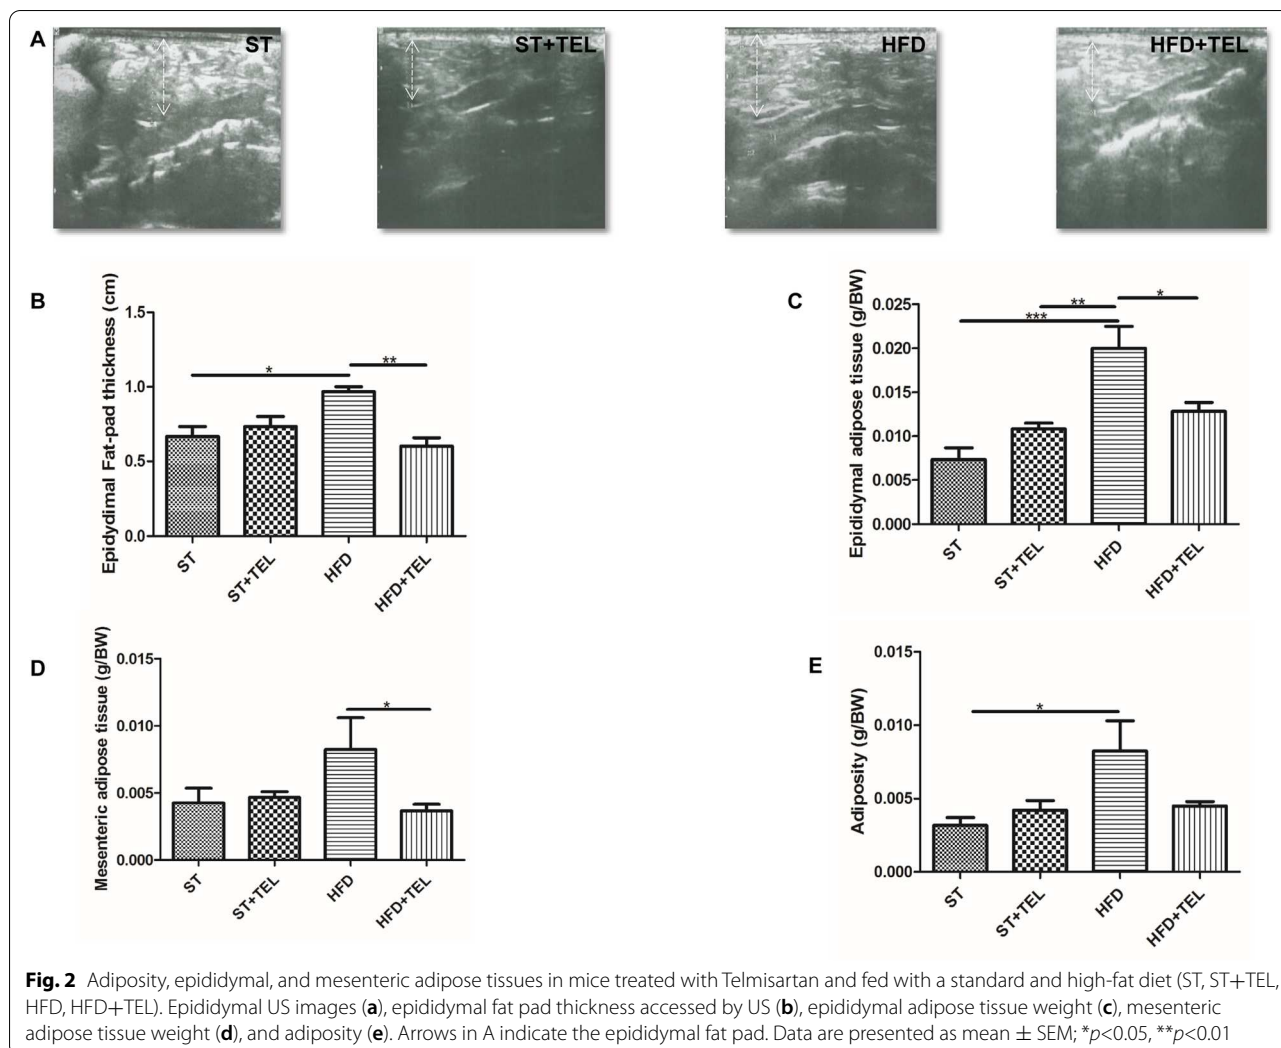 A
ST
ST+TEL
HFD
HFD+TEL
B
Epidydimal Fat-pad thickness (cm)
1.5
1.0
0.5
0.0
*
**
ST
ST+TEL
HFD
HFD+TEL
C
Epididymal adipose tissue (g/BW)
0.025
0.020
0.015
0.010
0.005
0.000
***
**
*
ST
ST+TEL
HFD
HFD+TEL
D
Mesenteric adipose tissue (g/BW)
0.015
0.010
0.005
0.000
*
ST
ST+TEL
HFD
HFD+TEL
E
Adiposity (g/BW)
0.015
0.010
0.005
0.000
*
ST
ST+TEL
HFD
HFD+TEL
Fig. 2 Adiposity, epididymal, and mesenteric adipose tissues in mice treated with Telmisartan and fed with a standard and high-fat diet (ST, ST+TEL,
HFD, HFD+TEL). Epididymal US images (a), epididymal fat pad thickness accessed by US (b), epididymal adipose tissue weight (c), mesenteric
adipose tissue weight (d), and adiposity (e). Arrows in A indicate the epididymal fat pad. Data are presented as mean ± SEM; *p<0.05, **p<0.01